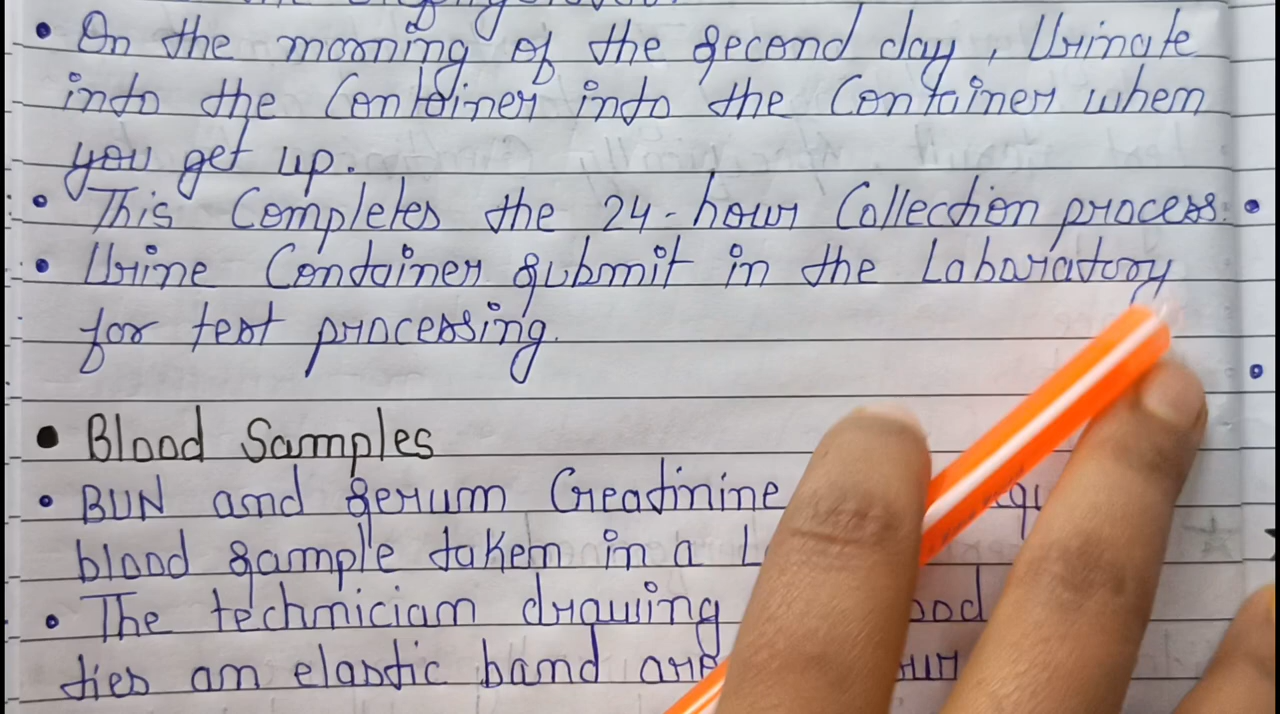 • On the morning of the second day, Urinate
into the Container into the Container when
you get up.
• This Completes the 24-hour Collection process.
• Urine Container submit in the Laboratory
for test processing.
• Blood Samples
• BUN and serum Creatinine
blood sample taken in a
• The technician drawing
ties an elastic band